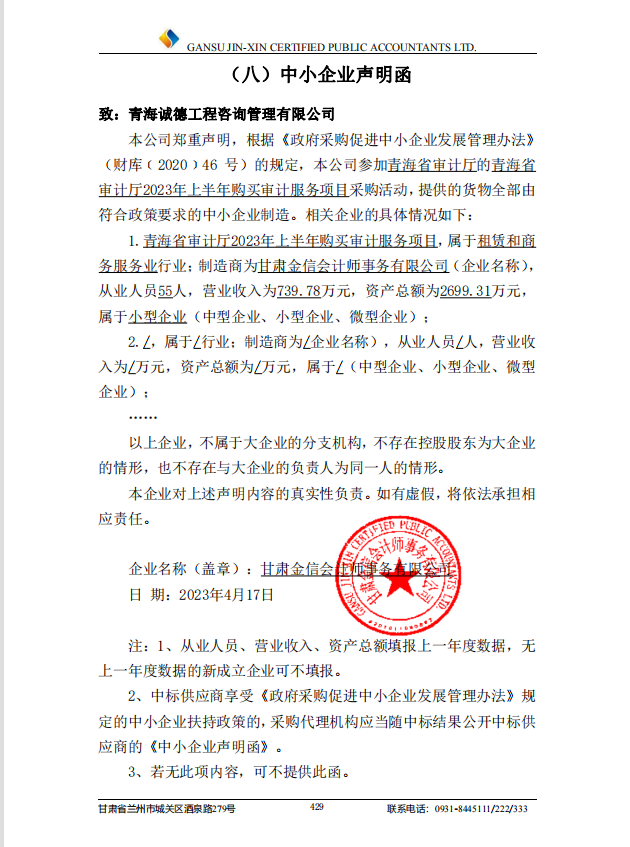 GANSU JIN-XIN CERTIFIED PUBLIC ACCOUNTANTS LTD.
（八）中小企业声明函
致：青海诚德工程咨询管理有限公司
本公司郑重声明，根据《政府采购促进中小企业发展管理办法》
（财库﹝2020﹞46 号）的规定，本公司参加青海省审计厅的青海省
审计厅2023年上半年购买审计服务项目采购活动，提供的货物全部由
符合政策要求的中小企业制造。相关企业的具体情况如下：
1.青海省审计厅2023年上半年购买审计服务项目，属于租赁和商
务服务业行业；制造商为甘肃金信会计师事务有限公司（企业名称），
从业人员55人，营业收入为739.78万元，资产总额为2699.31万元，
属于小型企业（中型企业、小型企业、微型企业）；
2./，属于/行业；制造商为/企业名称），从业人员/人，营业收
入为/万元，资产总额为/万元，属于/（中型企业、小型企业、微型
企业）；
……
以上企业，不属于大企业的分支机构，不存在控股股东为大企业
的情形，也不存在与大企业的负责人为同一人的情形。
本企业对上述声明内容的真实性负责。如有虚假，将依法承担相
应责任。
企业名称（盖章）：甘肃金信会计师事务有限公司
日 期：2023年4月17日
GANSU JIN-XIN CERTIFIED PUBLIC ACCOUNTANTS LTD.
甘肃金信会计师事务有限公司
注：1、从业人员、营业收入、资产总额填报上一年度数据，无
上一年度数据的新成立企业可不填报。
2、中标供应商享受《政府采购促进中小企业发展管理办法》规
定的中小企业扶持政策的，采购代理机构应当随中标结果公开中标供
应商的《中小企业声明函》。
3、若无此项内容，可不提供此函。
甘肃省兰州市城关区酒泉路279号 429 联系电话：0931-8445111/222/333